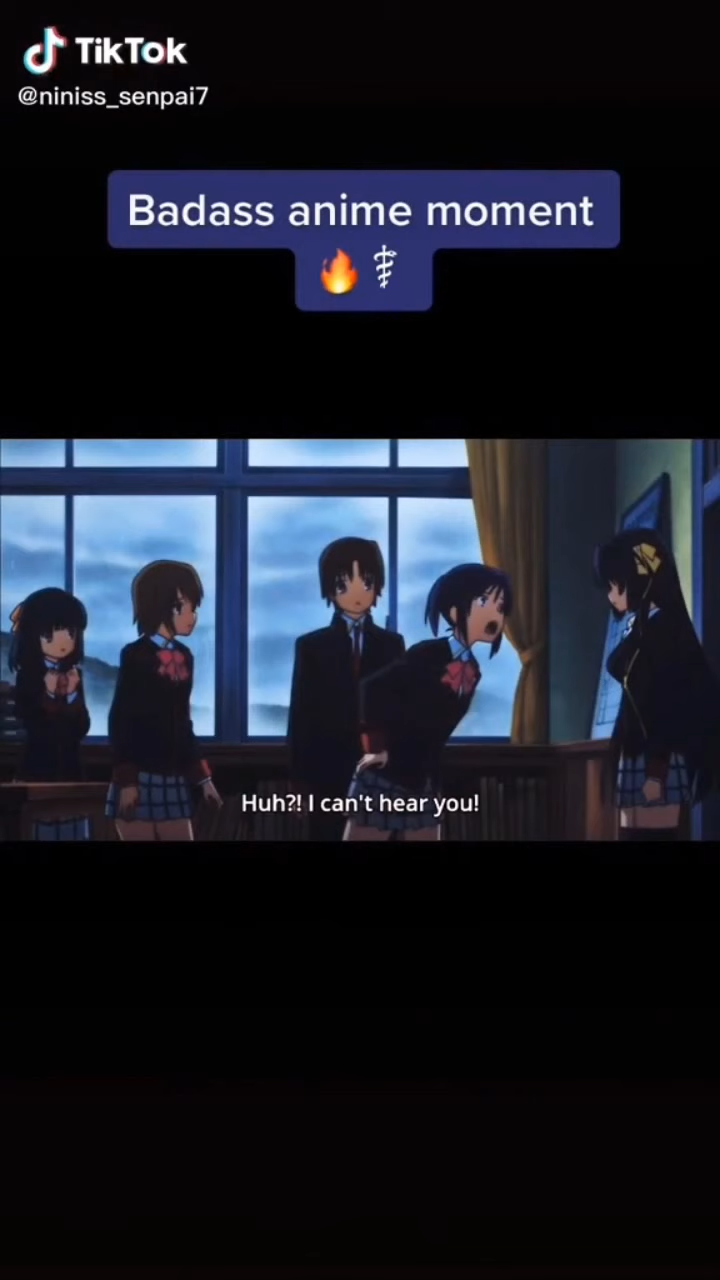 TikTok
@niniss_senpai7
Badass anime moment
🔥⚕
Huh?! I can't hear you!